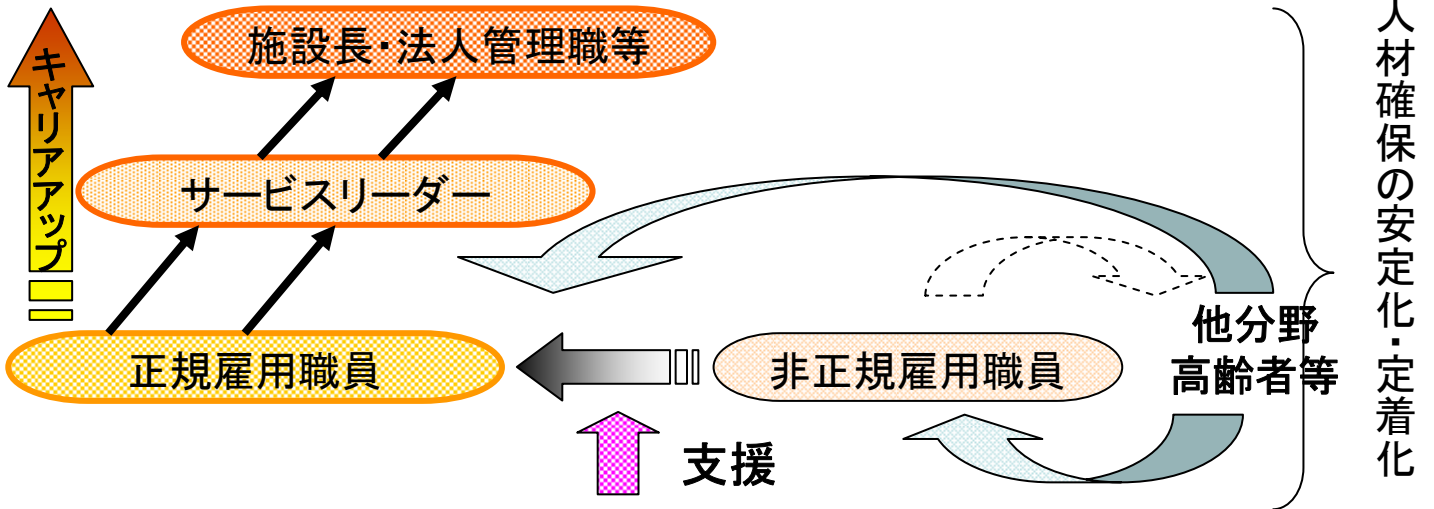 キャリアアップ
施設長・法人管理職等
サービスリーダー
正規雇用職員
非正規雇用職員
他分野
高齢者等
支援
人材確保の安定化・定着化